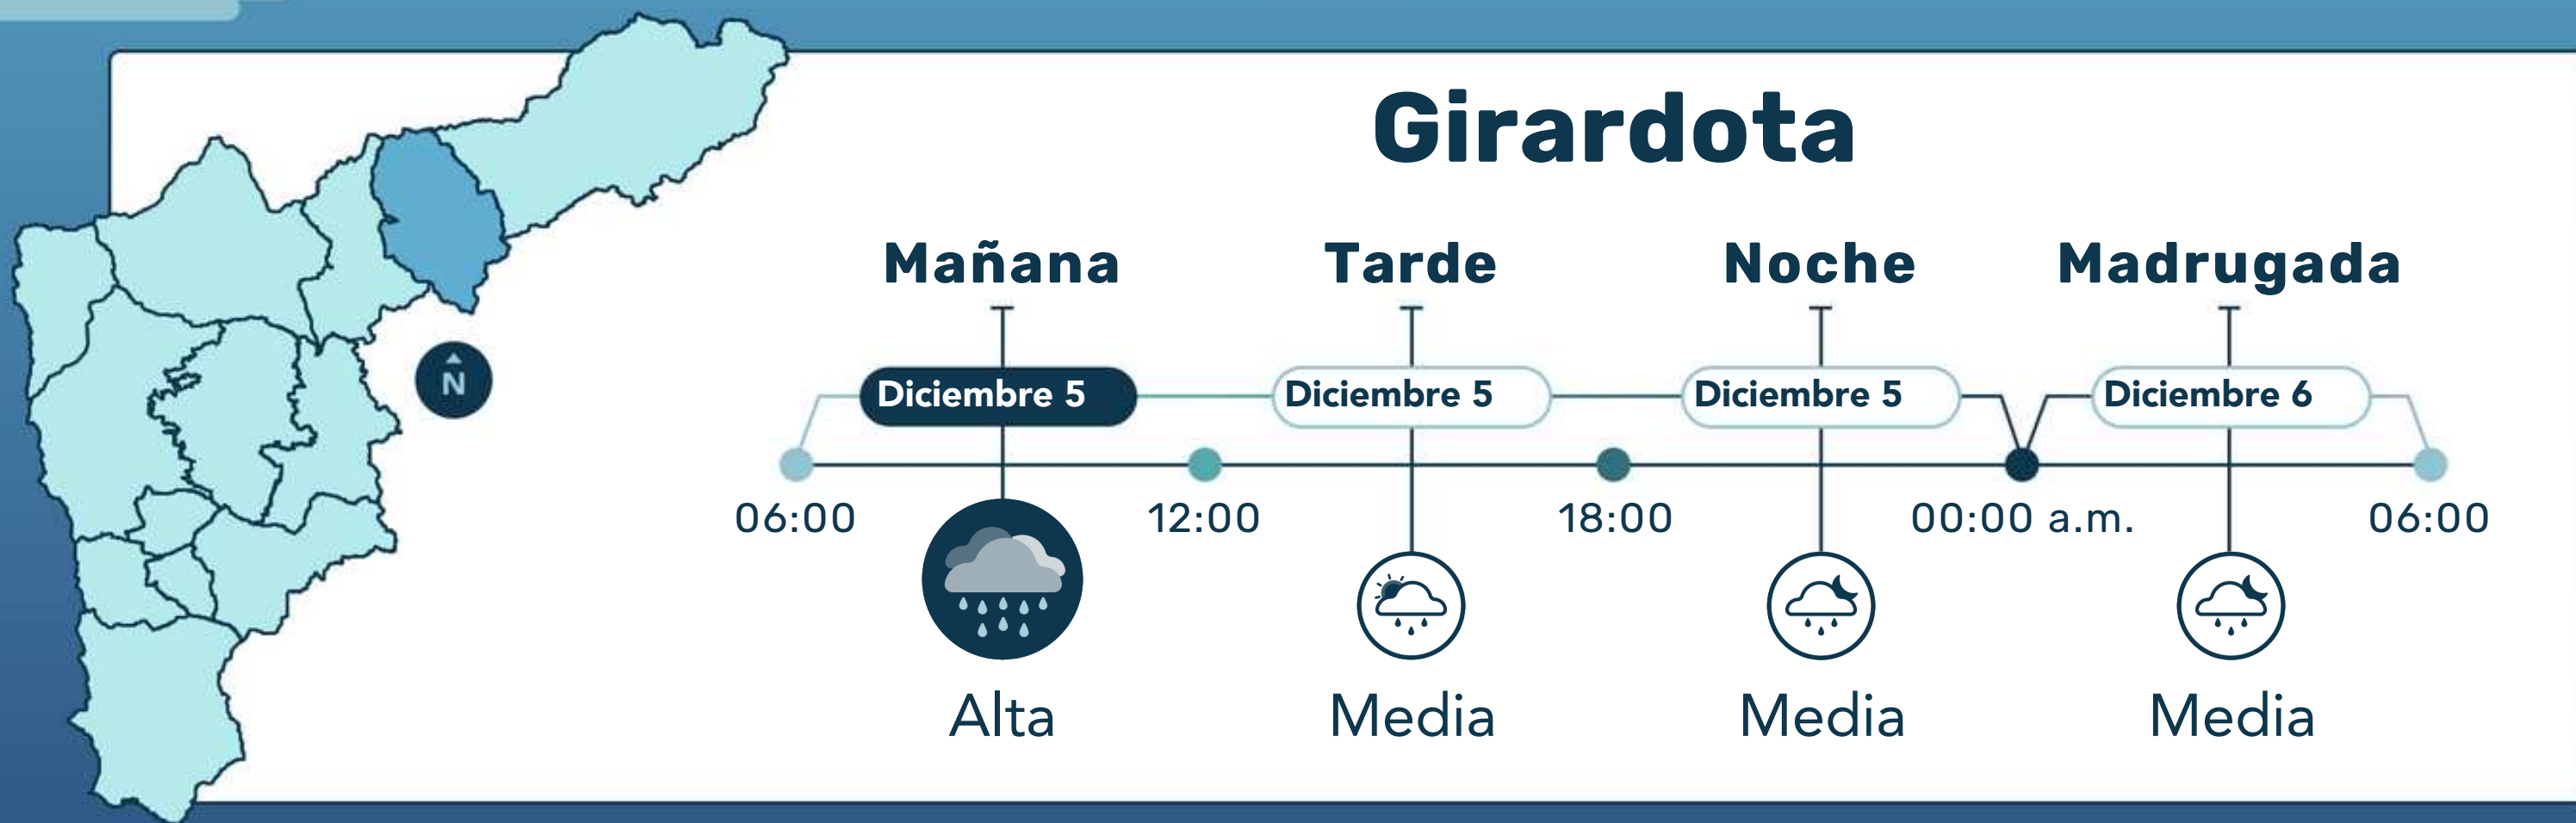 Girardota
Mañana Tarde Noche Madrugada
N
Diciembre 5 Diciembre 5 Diciembre 5 Diciembre 6
06:00 12:00 18:00 00:00 a.m. 06:00
Alta Media Media Media